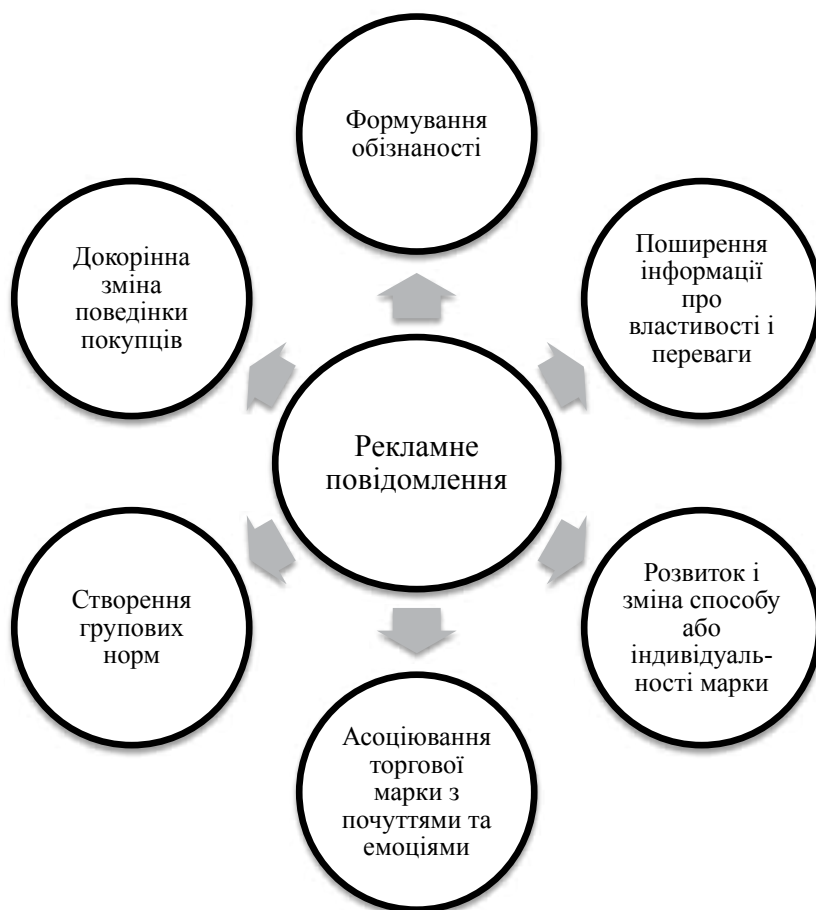 Формування
обізнаності
Докорінна
зміна
поведінки
покупців
Поширення
інформації
про
властивості і
переваги
Рекламне
повідомлення
Створення
групових
норм
Розвиток і
зміна способу
або
індивідуаль-
ності марки
Асоціювання
торгової
марки з
почуттями та
емоціями